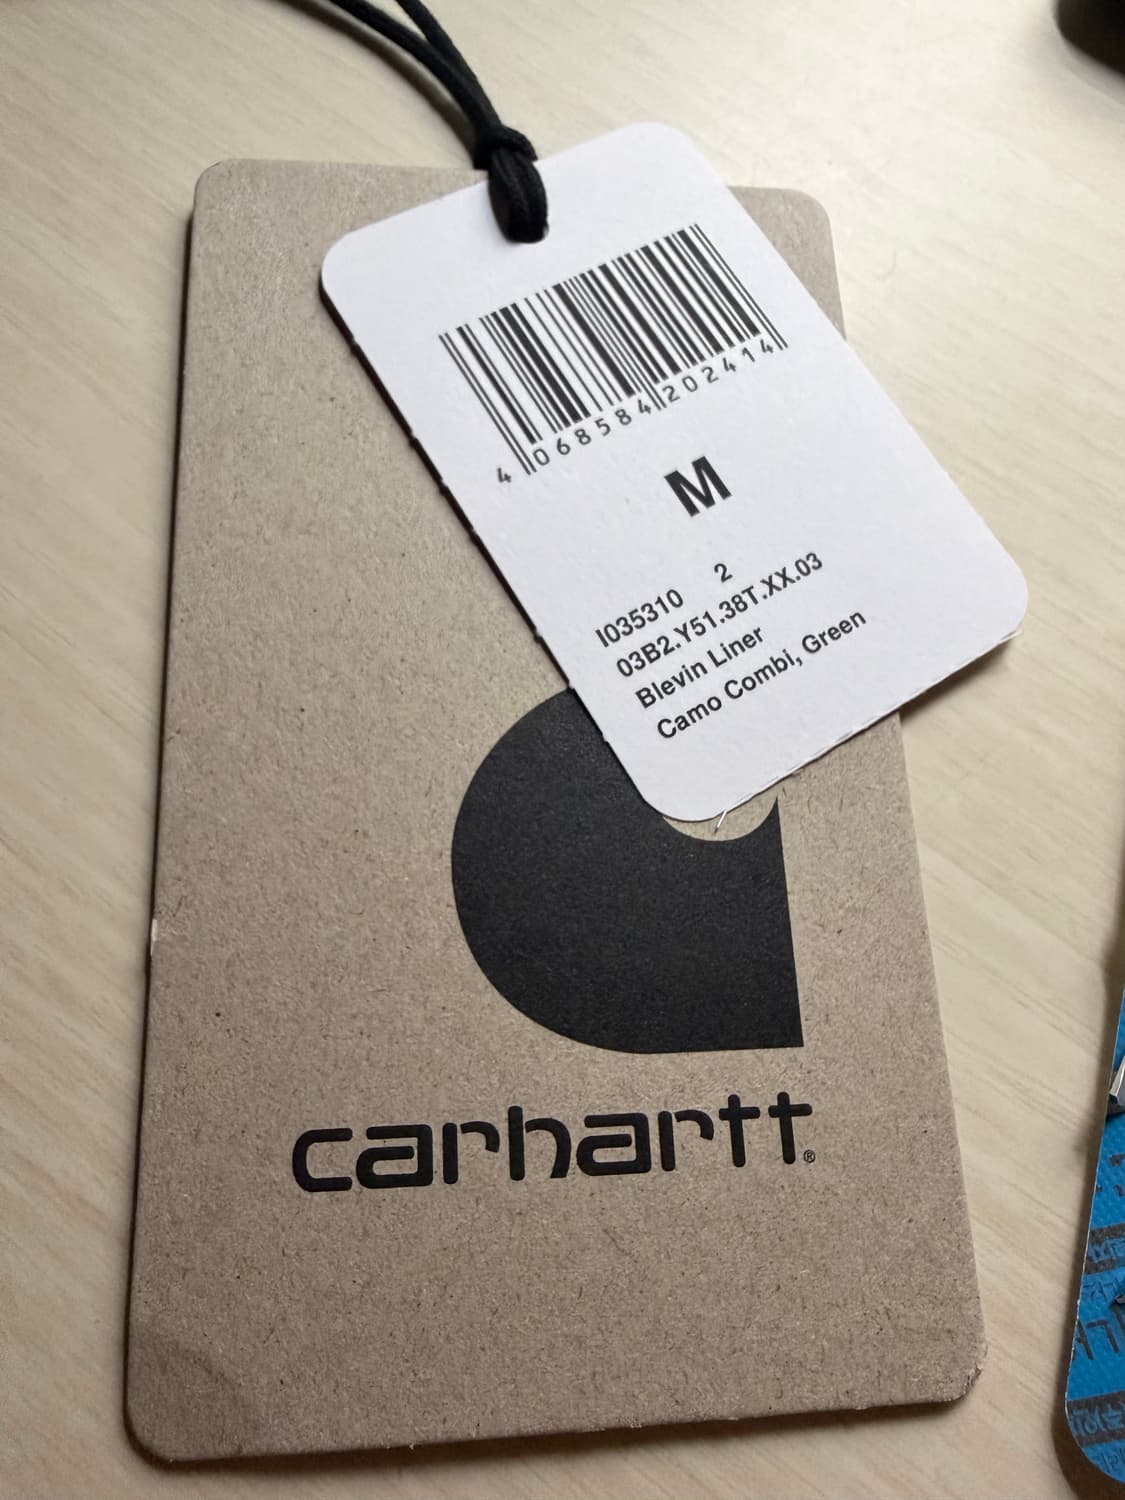 4 068584 202414
M
I035310 2
03B2.Y51.38T.XX.03
Blevin Liner
Camo Combi, Green
carhartt®